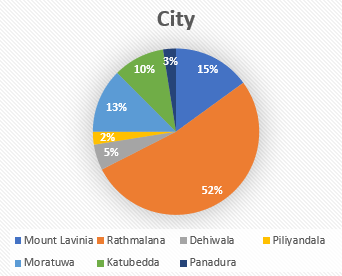 City
3%
15%
10%
13%
2%
5%
52%
Mount Lavinia Rathmalana Dehiwala Piliyandala
Moratuwa Katubedda Panadura